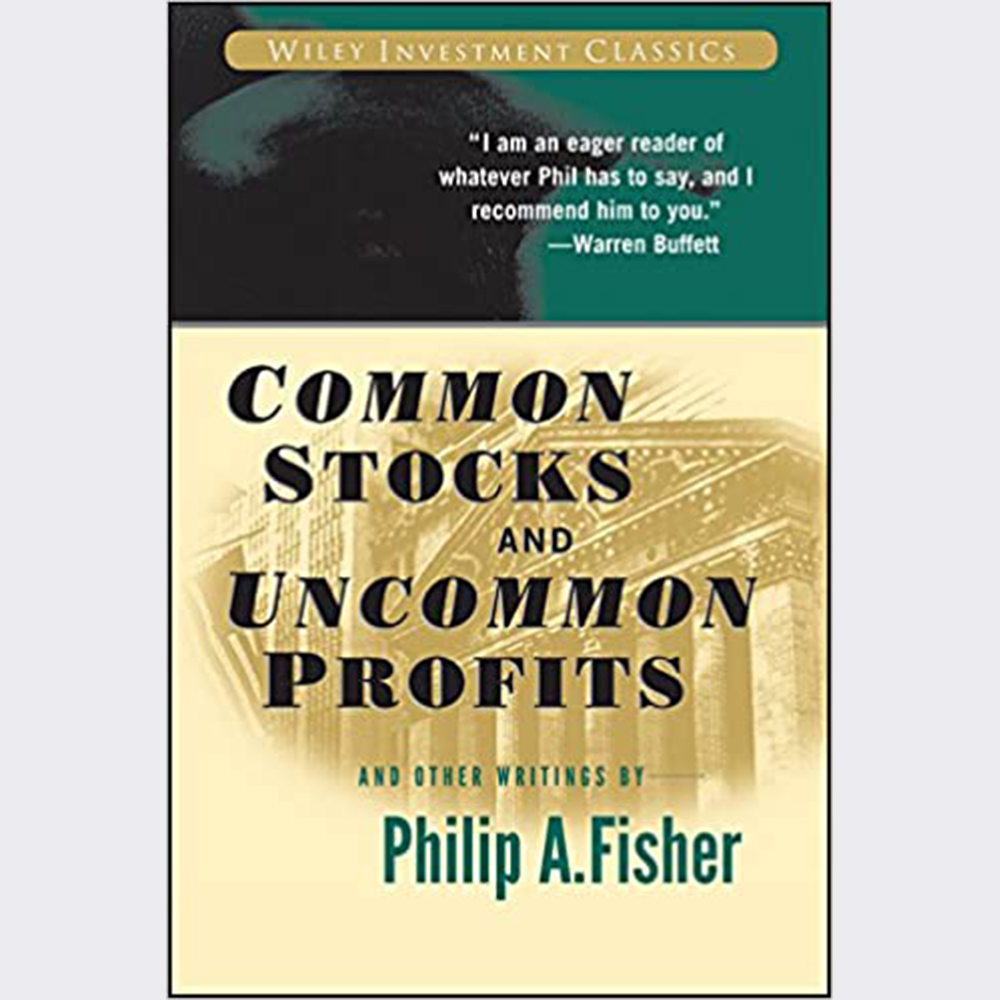 WILEY INVESTMENT CLASSICS
“I am an eager reader of
whatever Phil has to say, and I
recommend him to you.”
—Warren Buffett
COMMON
STOCKS
AND
UNCOMMON
PROFITS
AND OTHER WRITINGS BY
Philip A. Fisher